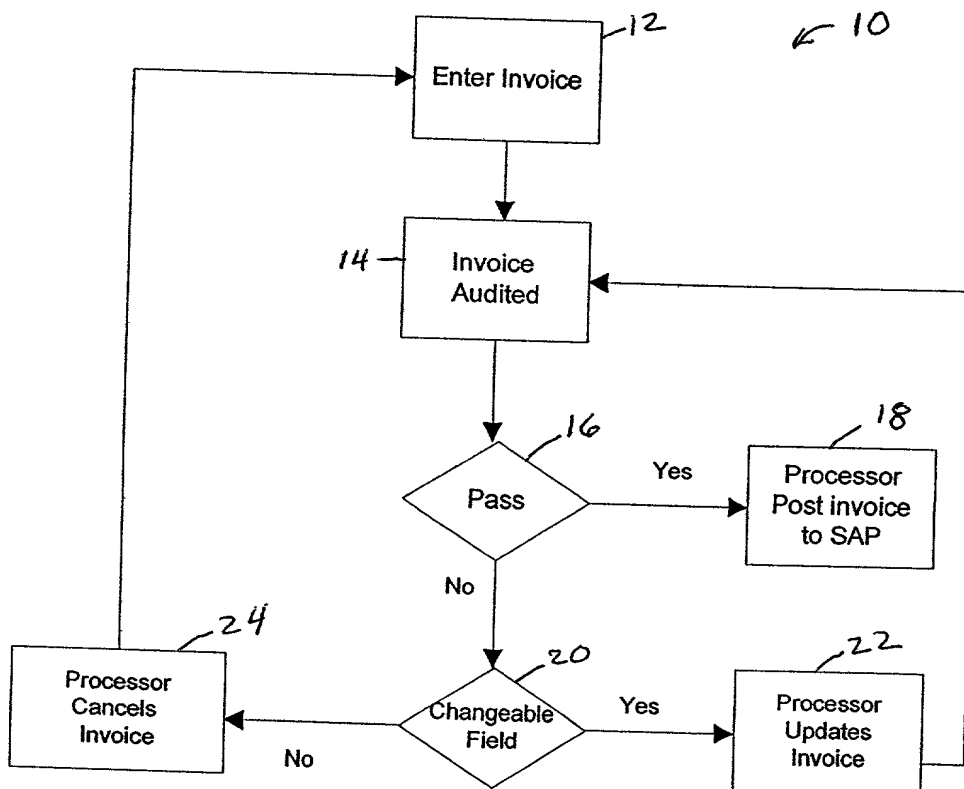 12
10
Enter Invoice
14
Invoice
Audited
16
Pass
Yes
18
Processor
Post invoice
to SAP
No
24
Processor
Cancels
Invoice
20
Changeable
Field
Yes
22
Processor
Updates
Invoice
No